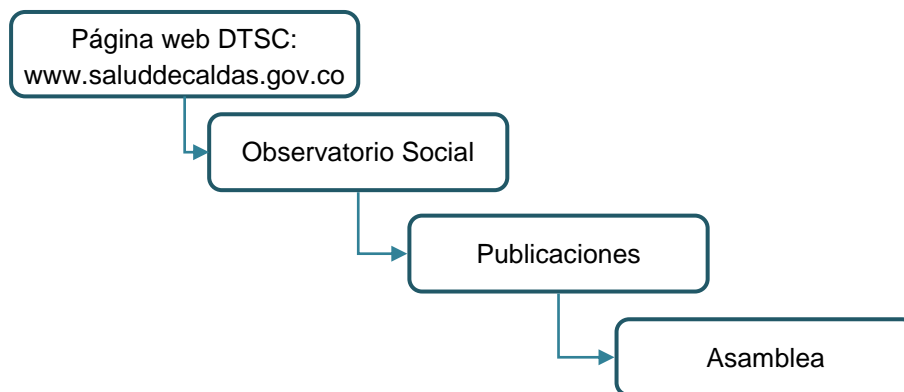 Página web DTSC:
www.saluddecaldas.gov.co
Observatorio Social
Publicaciones
Asamblea